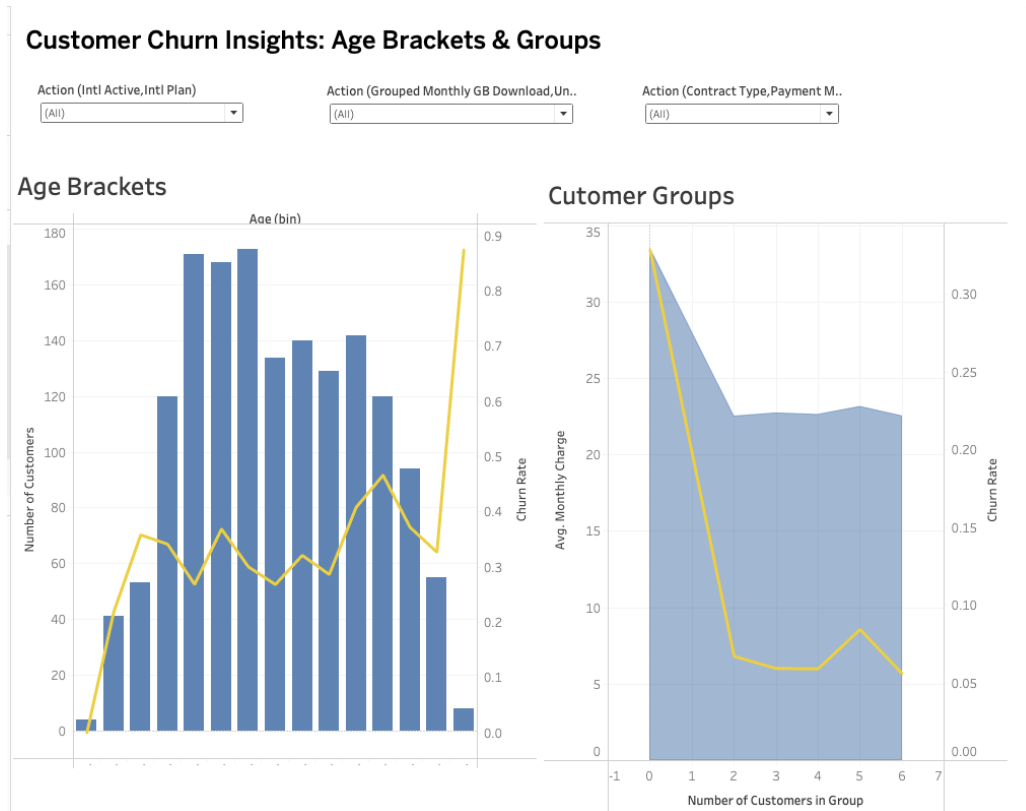 Customer Churn Insights: Age Brackets & Groups
Action (Intl Active,Intl Plan)
Action (Grouped Monthly GB Download,Un..
Action (Contract Type,Payment M..
(All)
(All)
(All)
Age Brackets
Age (bin)
180
160
140
120
100
80
60
40
20
0
Number of Customers
0.9
0.8
0.7
0.6
0.5
0.4
0.3
0.2
0.1
0.0
Churn Rate
Cutomer Groups
35
30
25
20
15
10
5
0
Avg. Monthly Charge
0.30
0.25
0.20
0.15
0.10
0.05
0.00
Churn Rate
-1 0 1 2 3 4 5 6 7
Number of Customers in Group